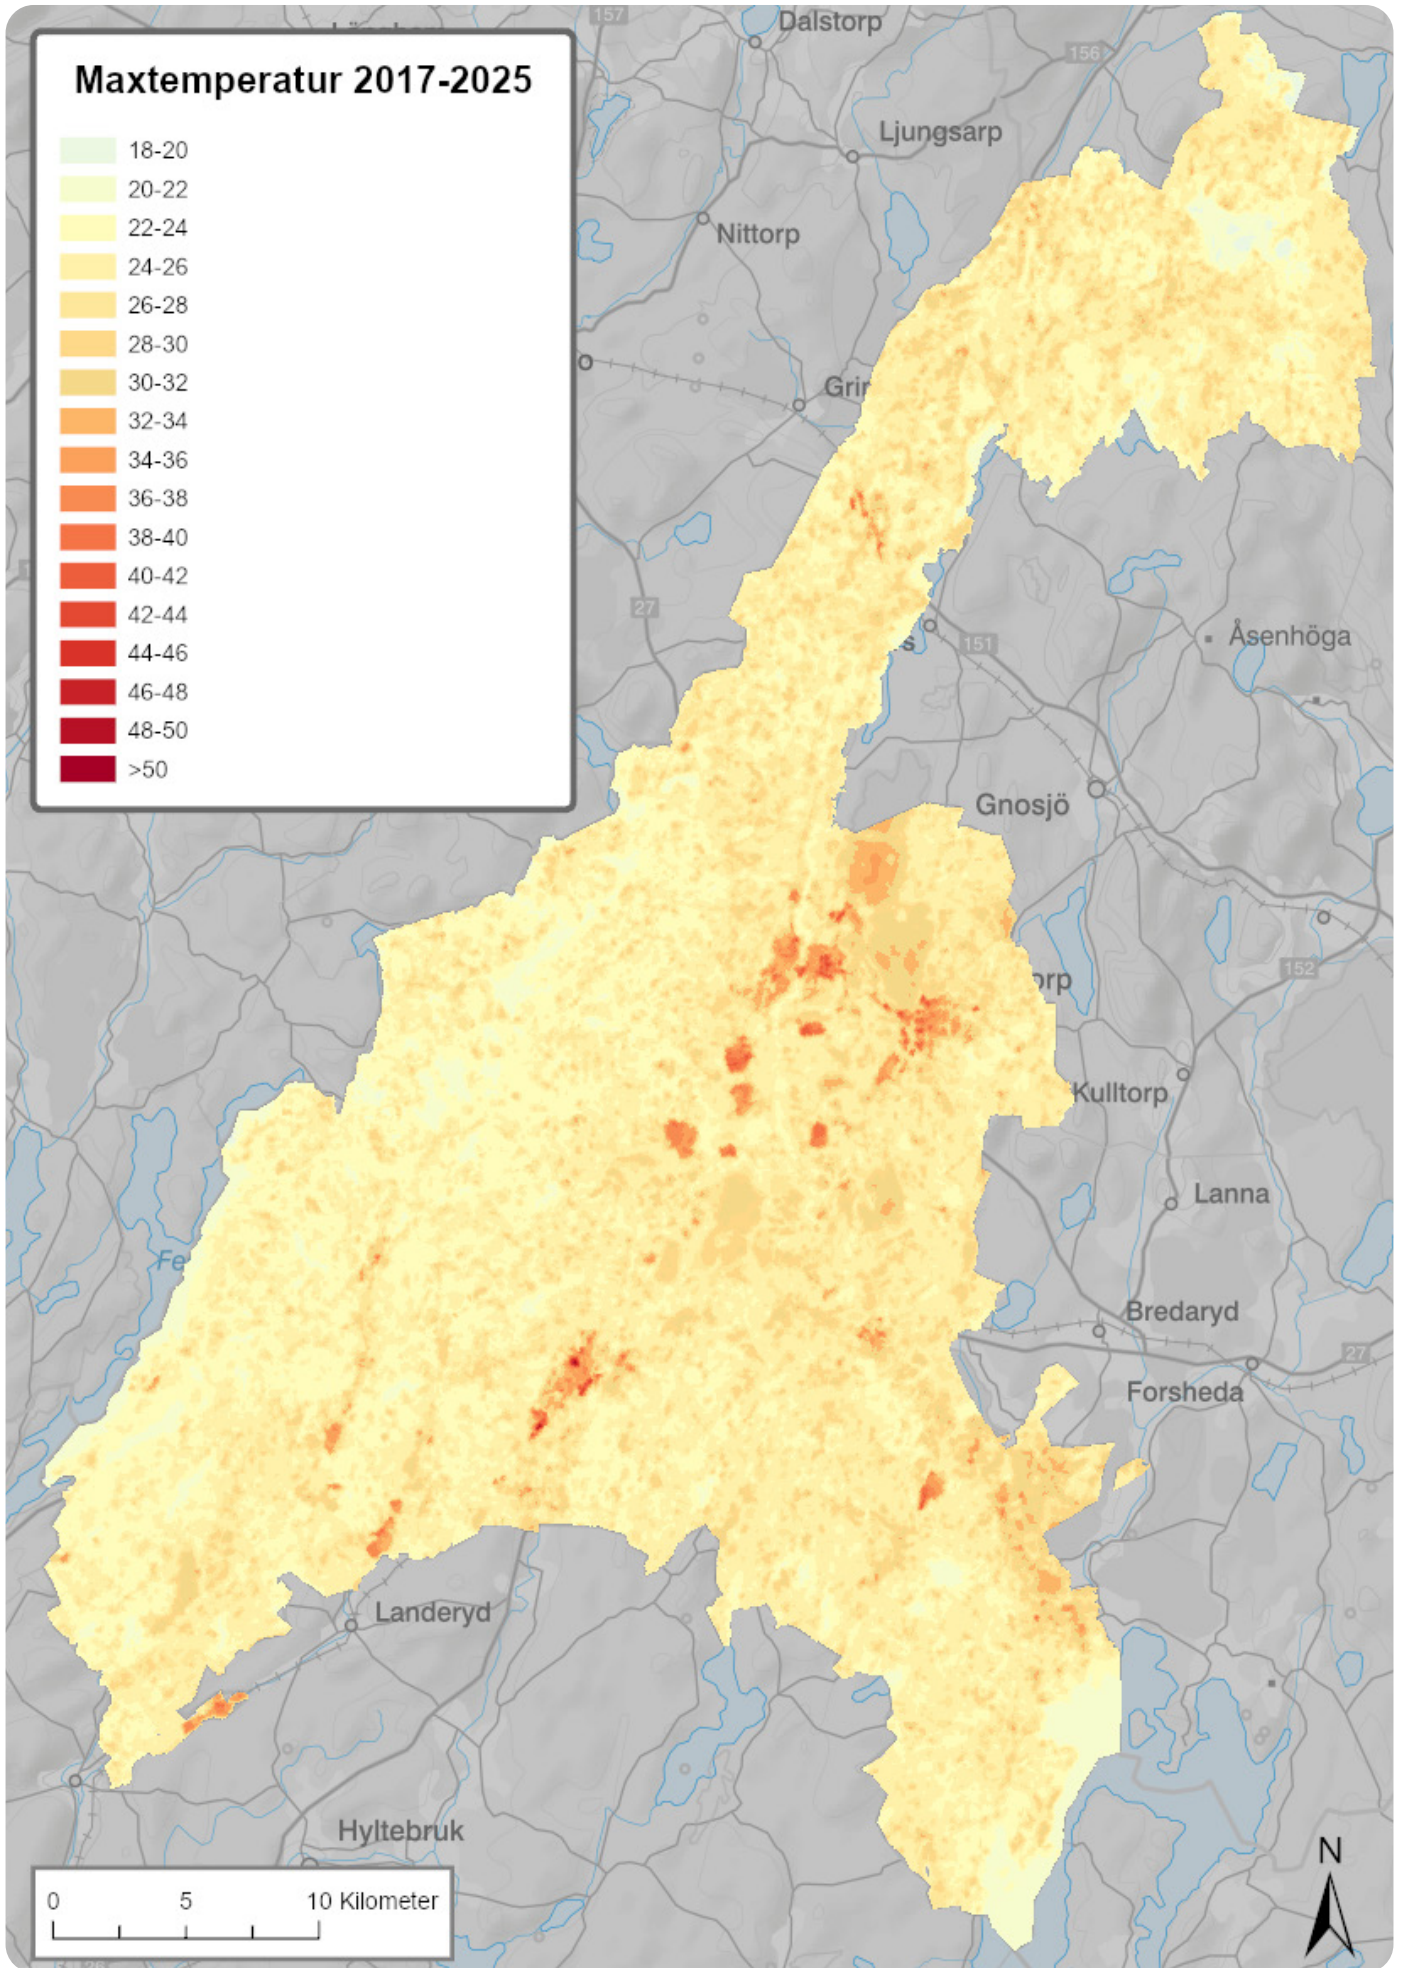 157
Dalstorp
156
Maxtemperatur 2017-2025
Ljungsarp
18-20
20-22
22-24
Nittorp
24-26
26-28
28-30
30-32
Grir
32-34
34-36
36-38
38-40
40-42
27
42-44
s
151
Åsenhöga
44-46
46-48
48-50
>50
Gnosjö
152
orp
Kulltorp
Lanna
Fe
Bredaryd
27
Forsheda
Landeryd
Hyltebruk
N
0 5 10 Kilometer